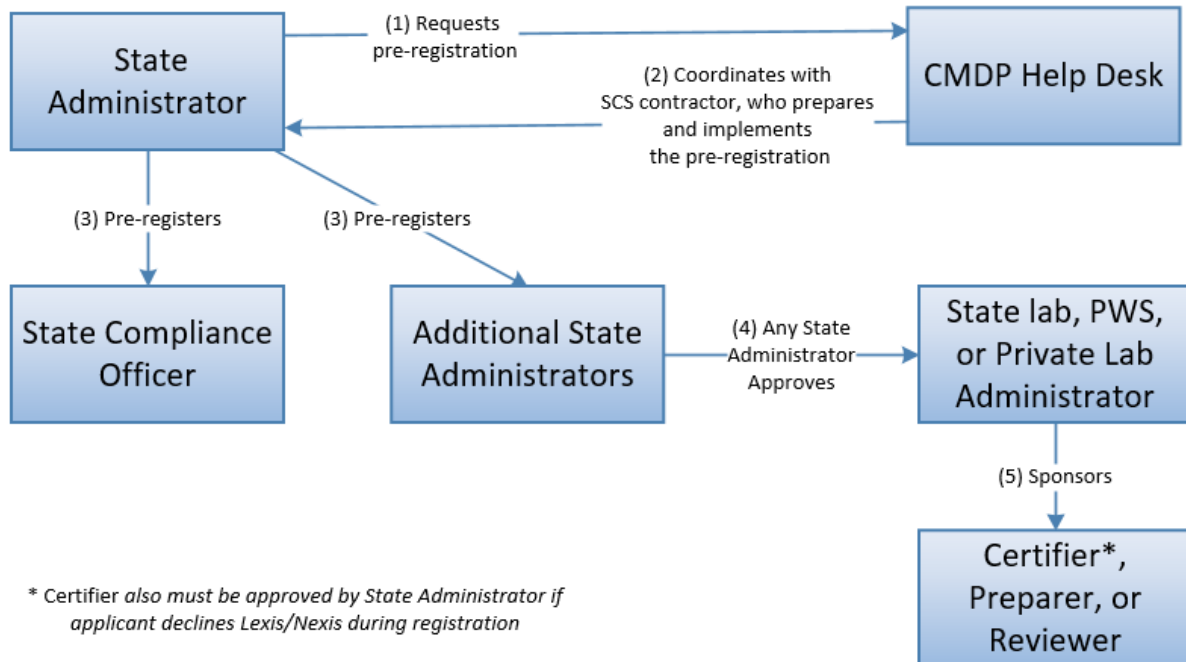 State
Administrator
(1) Requests
pre-registration
CMDP Help Desk
(2) Coordinates with
SCS contractor, who prepares
and implements
the pre-registration
(3) Pre-registers
(3) Pre-registers
State Compliance
Officer
Additional State
Administrators
(4) Any State
Administrator
Approves
State lab, PWS,
or Private Lab
Administrator
(5) Sponsors
Certifier*,
Preparer, or
Reviewer
* Certifier also must be approved by State Administrator if
applicant declines Lexis/Nexis during registration